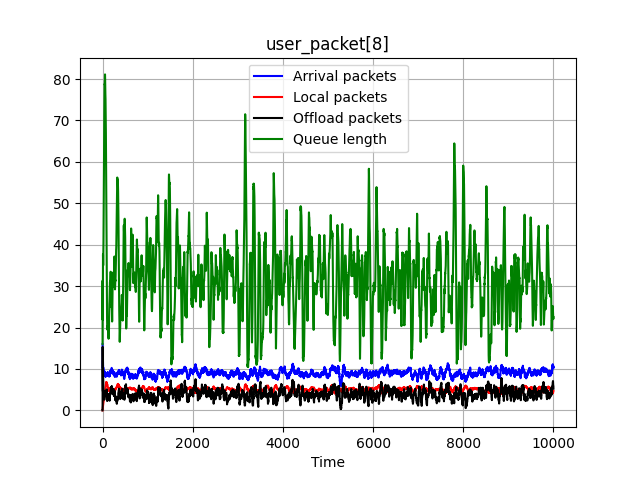 user_packet[8]
Arrival packets
Local packets
Offload packets
Queue length
80
70
60
50
40
30
20
10
0
0 2000 4000 6000 8000 10000
Time